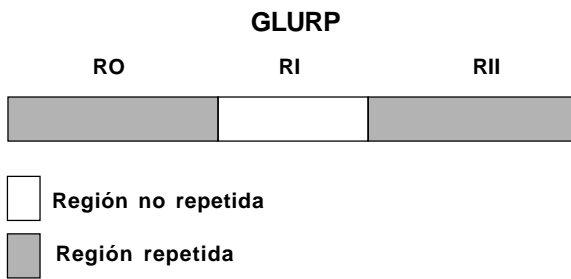 GLURP
RO RI RII
Región no repetida
Región repetida